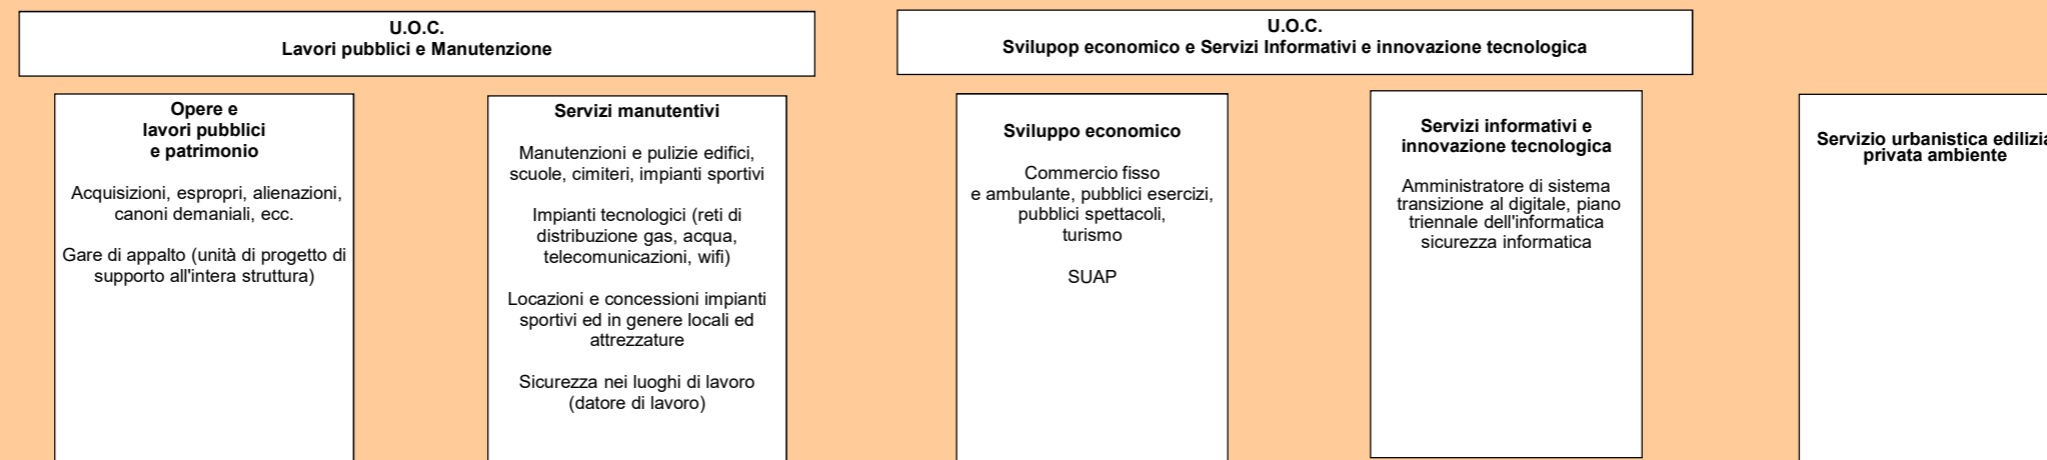 U.O.C.
Lavori pubblici e Manutenzione
U.O.C.
Svilupop economico e Servizi Informativi e innovazione tecnologica
Opere e
lavori pubblici
e patrimonio
Acquisizioni, espropri, alienazioni,
canoni demaniali, ecc.
Gare di appalto (unità di progetto di
supporto all'intera struttura)
Servizi manutentivi
Manutenzioni e pulizie edifici,
scuole, cimiteri, impianti sportivi
Impianti tecnologici (reti di
distribuzione gas, acqua,
telecomunicazioni, wifi)
Locazioni e concessioni impianti
sportivi ed in genere locali ed
attrezzature
Sicurezza nei luoghi di lavoro
(datore di lavoro)
Sviluppo economico
Commercio fisso
e ambulante, pubblici esercizi,
pubblici spettacoli,
turismo
SUAP
Servizi informativi e
innovazione tecnologica
Amministratore di sistema
transizione al digitale, piano
triennale dell'informatica
sicurezza informatica
Servizio urbanistica edilizia
privata ambiente